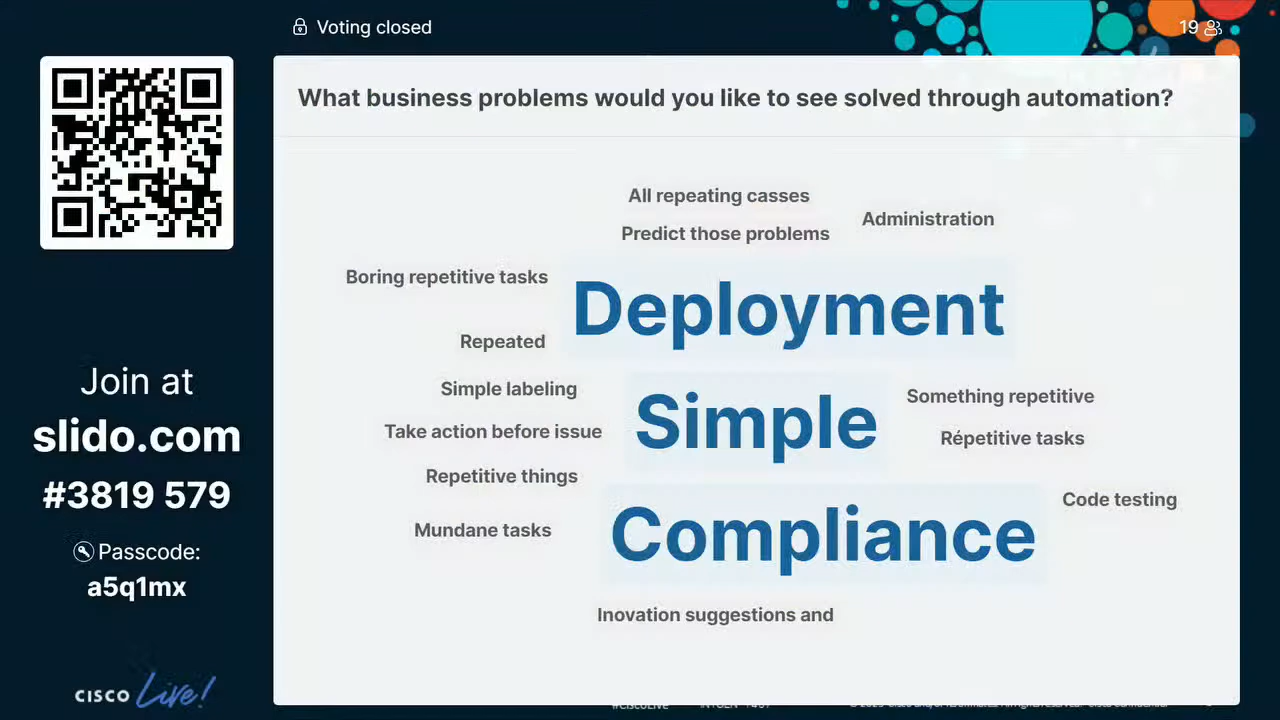 Voting closed
19
What business problems would you like to see solved through automation?
All repeating casses
Administration
Predict those problems
Boring repetitive tasks
Deployment
Repeated
Simple labeling
Something repetitive
Take action before issue
Simple
Répetitive tasks
Repetitive things
Code testing
Mundane tasks
Compliance
Inovation suggestions and
Join at
slido.com
#3819 579
Passcode:
a5q1mx
CISCO Live!
#CiscoLive